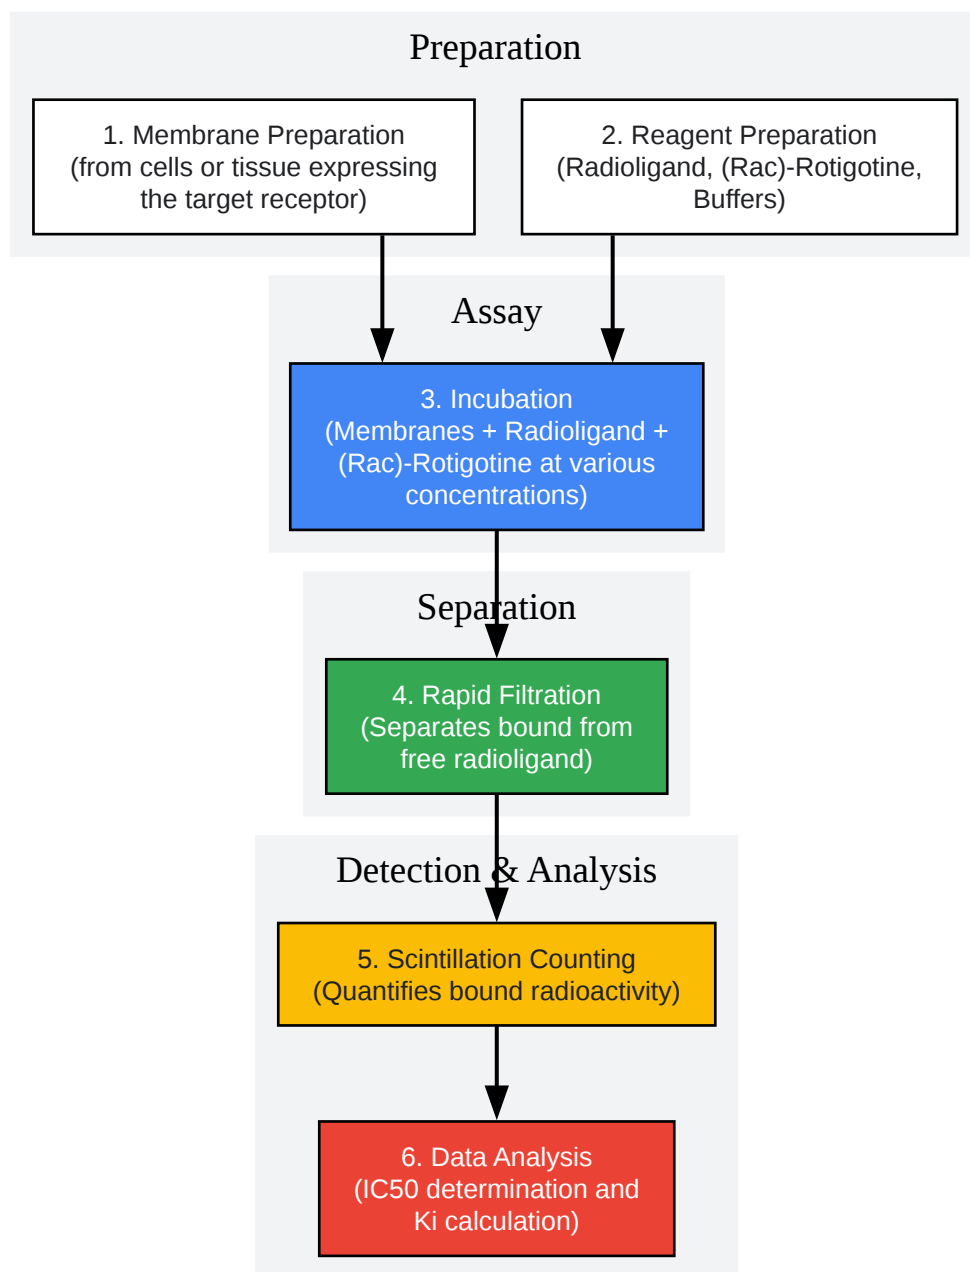 Preparation
1. Membrane Preparation
(from cells or tissue expressing
the target receptor)
2. Reagent Preparation
(Radioligand, (Rac)-Rotigotine,
Buffers)
Assay
3. Incubation
(Membranes + Radioligand +
(Rac)-Rotigotine at various
concentrations)
Separation
4. Rapid Filtration
(Separates bound from
free radioligand)
Detection & Analysis
5. Scintillation Counting
(Quantifies bound radioactivity)
6. Data Analysis
(IC50 determination and
Ki calculation)